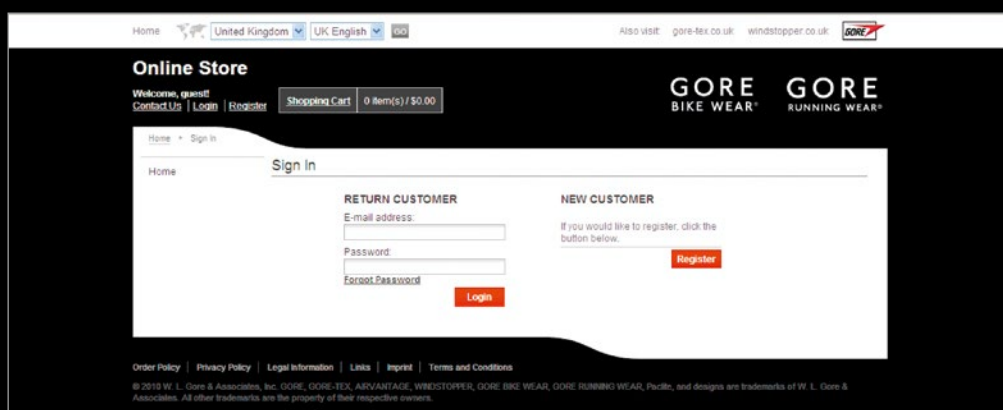 Home United Kingdom UK English GO Also visit: gore-tex.co.uk windstopper.co.uk GORE
Online Store
Welcome, guest!
Contact Us | Login | Register Shopping Cart 0 item(s) / $0.00
GORE BIKE WEAR® GORE RUNNING WEAR®
Home Sign In
Home
Sign In
RETURN CUSTOMER
E-mail address:
Password:
Forgot Password
Login
NEW CUSTOMER
If you would like to register, click the
button below.
Register
Order Policy | Privacy Policy | Legal Information | Links | Imprint | Terms and Conditions
© 2010 W. L. Gore & Associates, Inc. GORE, GORE-TEX, AIRVANTAGE, WINDSTOPPER, GORE BIKE WEAR, GORE RUNNING WEAR, Paclite, and designs are trademarks of W. L. Gore &
Associates. All other trademarks are the property of their respective owners.